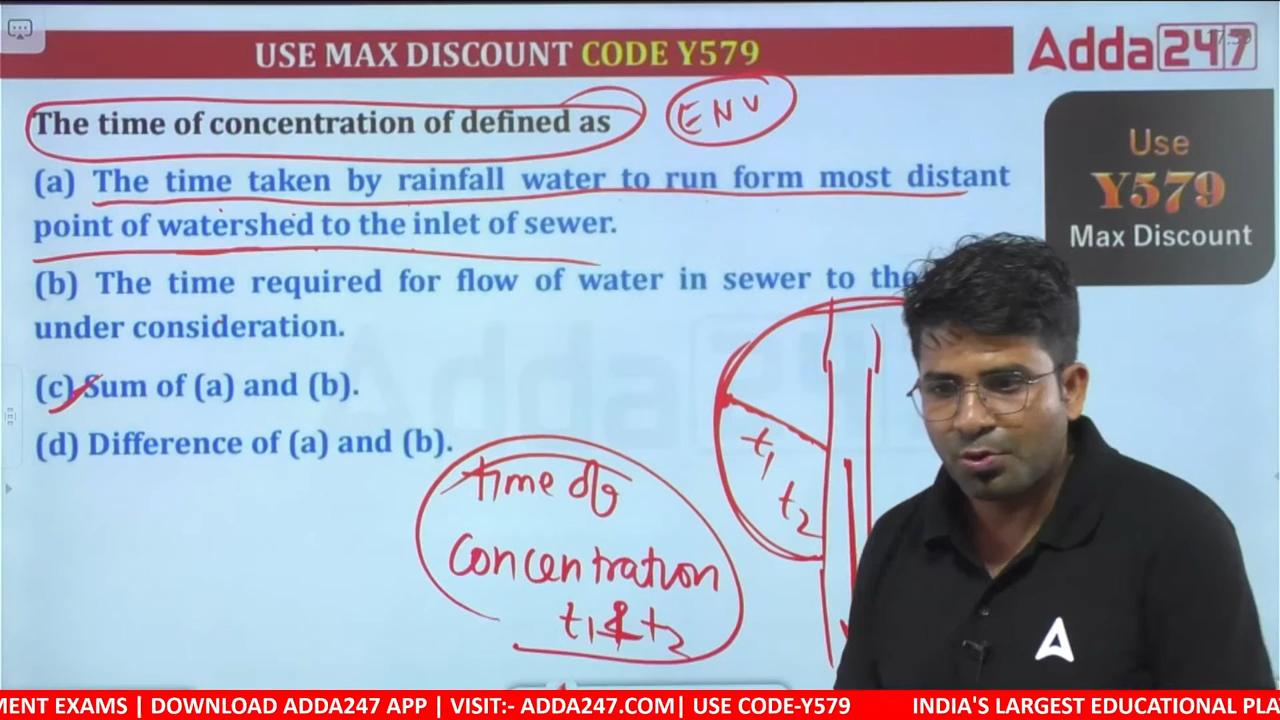 USE MAX DISCOUNT CODE Y579
Adda247
The time of concentration of defined as
ENV
(a) The time taken by rainfall water to run form most distant
point of watershed to the inlet of sewer.
(b) The time required for flow of water in sewer to the
under consideration.
(c) Sum of (a) and (b).
(d) Difference of (a) and (b).
Use
Y579
Max Discount
t1
t2
time of
concentration
t1 & t2
MENT EXAMS | DOWNLOAD ADDA247 APP | VISIT:- ADDA247.COM| USE CODE-Y579 INDIA'S LARGEST EDUCATIONAL PLA